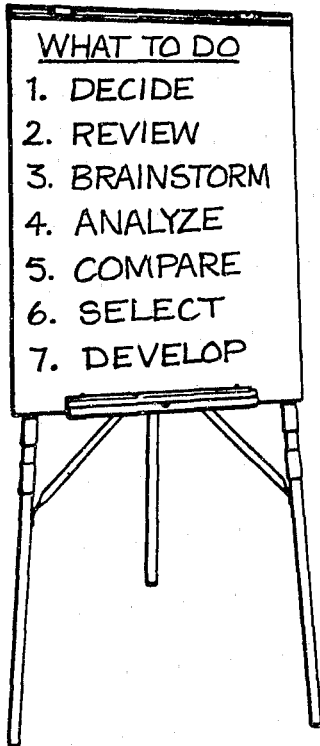 WHAT TO DO
1. DECIDE
2. REVIEW
3. BRAINSTORM
4. ANALYZE
5. COMPARE
6. SELECT
7. DEVELOP